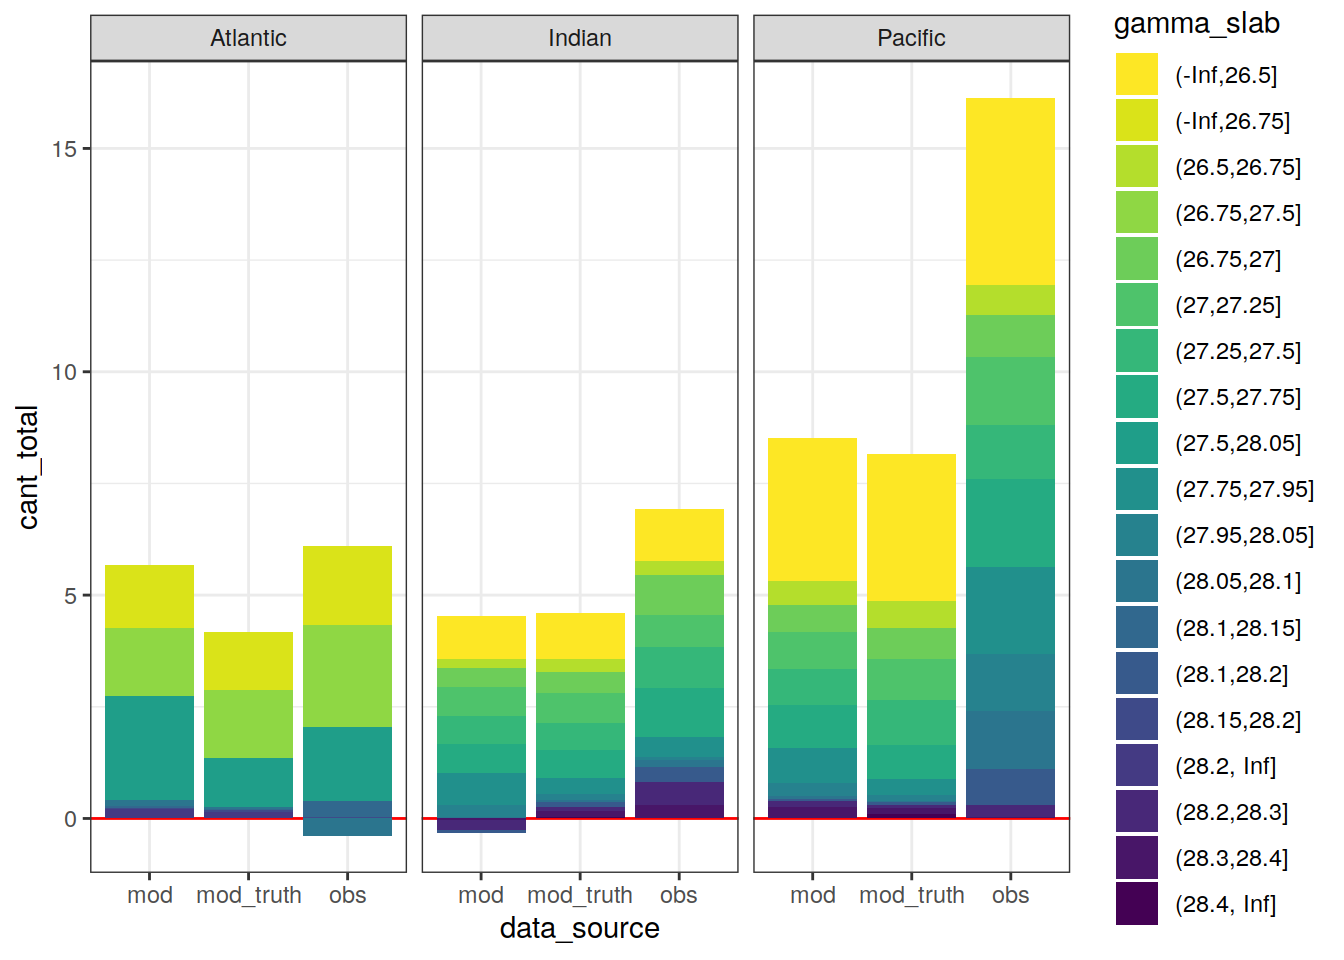 Atlantic
Indian
Pacific
15
10
5
0
cant_total
mod
mod_truth
obs
mod
mod_truth
obs
mod
mod_truth
obs
data_source
gamma_slab
(-Inf,26.5]
(-Inf,26.75]
(26.5,26.75]
(26.75,27.5]
(26.75,27]
(27,27.25]
(27.25,27.5]
(27.5,27.75]
(27.5,28.05]
(27.75,27.95]
(27.95,28.05]
(28.05,28.1]
(28.1,28.15]
(28.1,28.2]
(28.15,28.2]
(28.2, Inf]
(28.2,28.3]
(28.3,28.4]
(28.4, Inf]